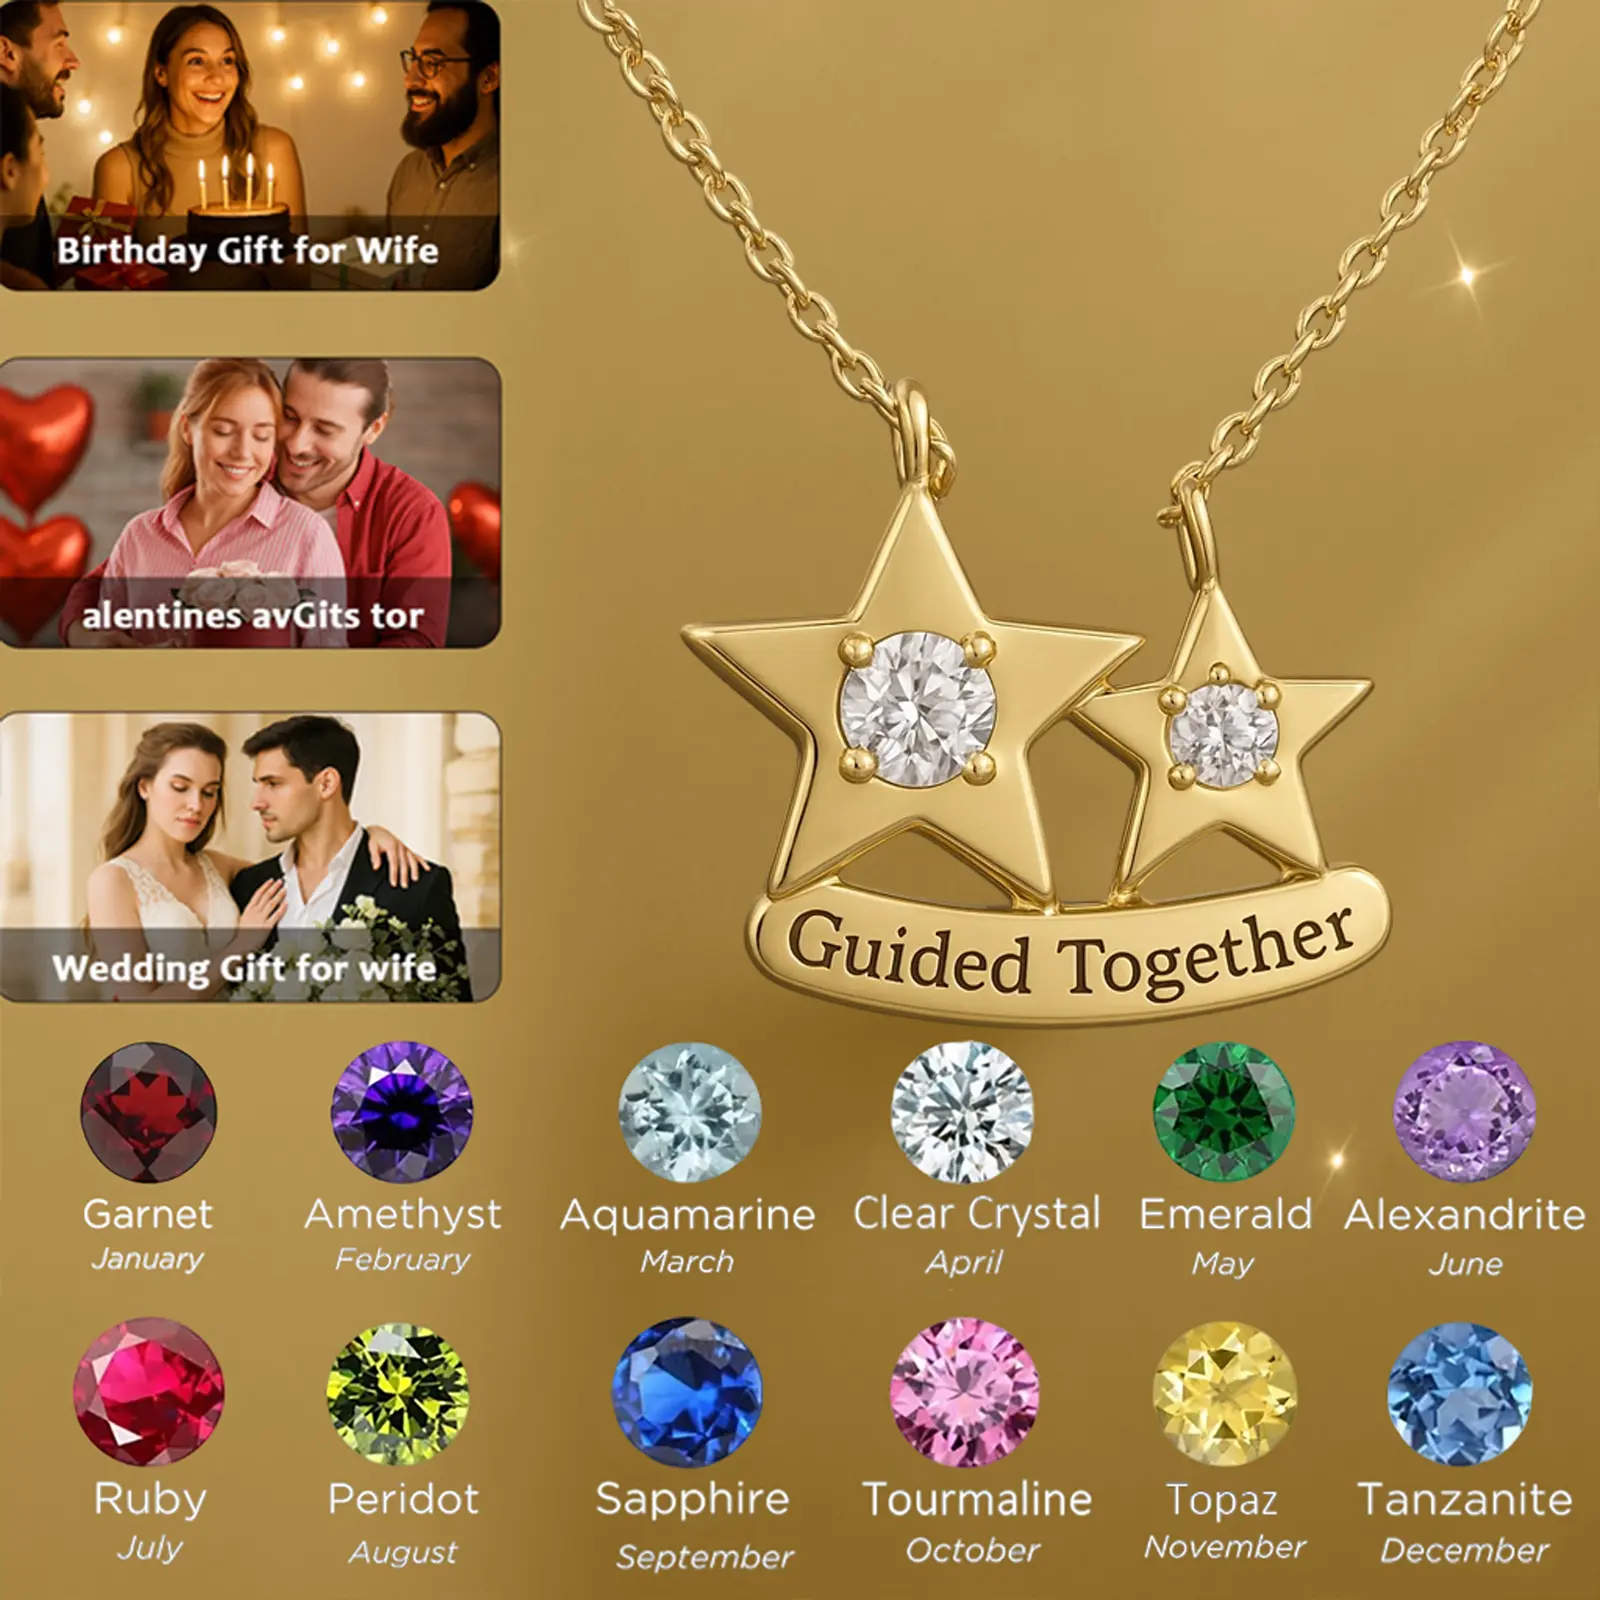 Birthday Gift for Wife
alentines avGits tor
Wedding Gift for wife
Guided Together
Garnet
January
Amethyst
February
Aquamarine
March
Clear Crystal
April
Emerald
May
Alexandrite
June
Ruby
July
Peridot
August
Sapphire
September
Tourmaline
October
Topaz
November
Tanzanite
December